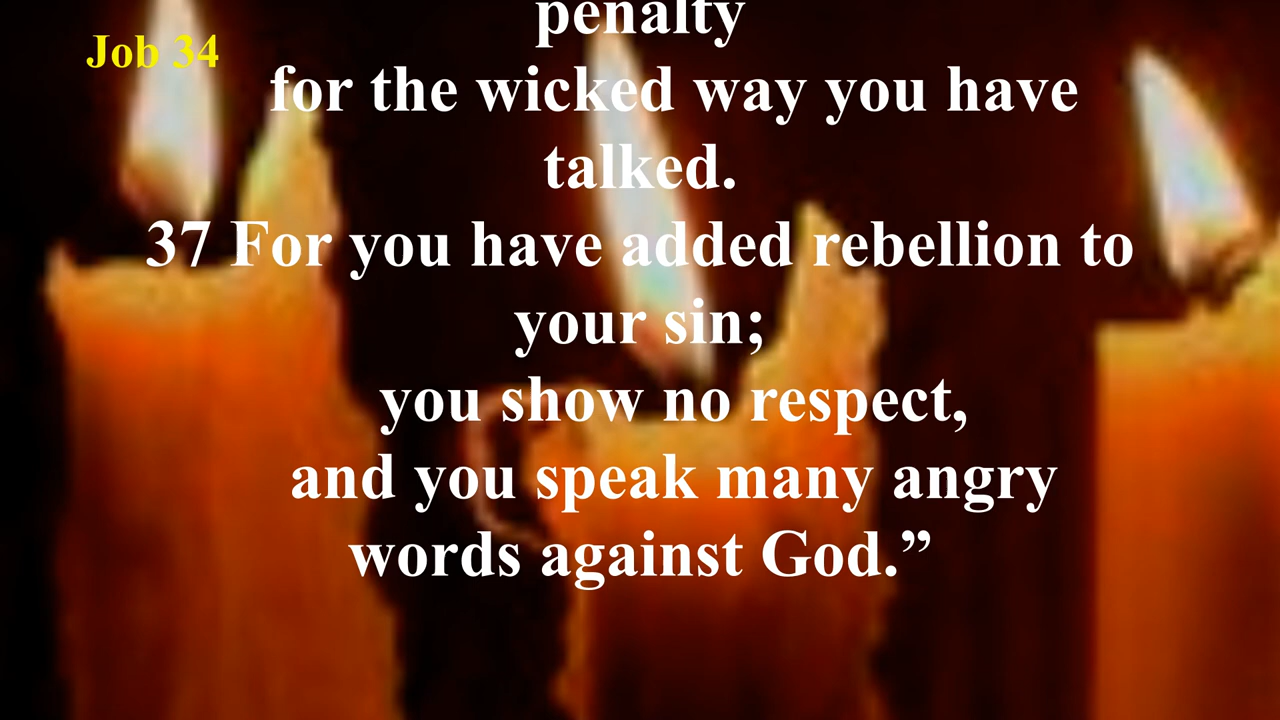 Job 34
penalty
for the wicked way you have
talked.
37 For you have added rebellion to
your sin;
you show no respect,
and you speak many angry
words against God.”